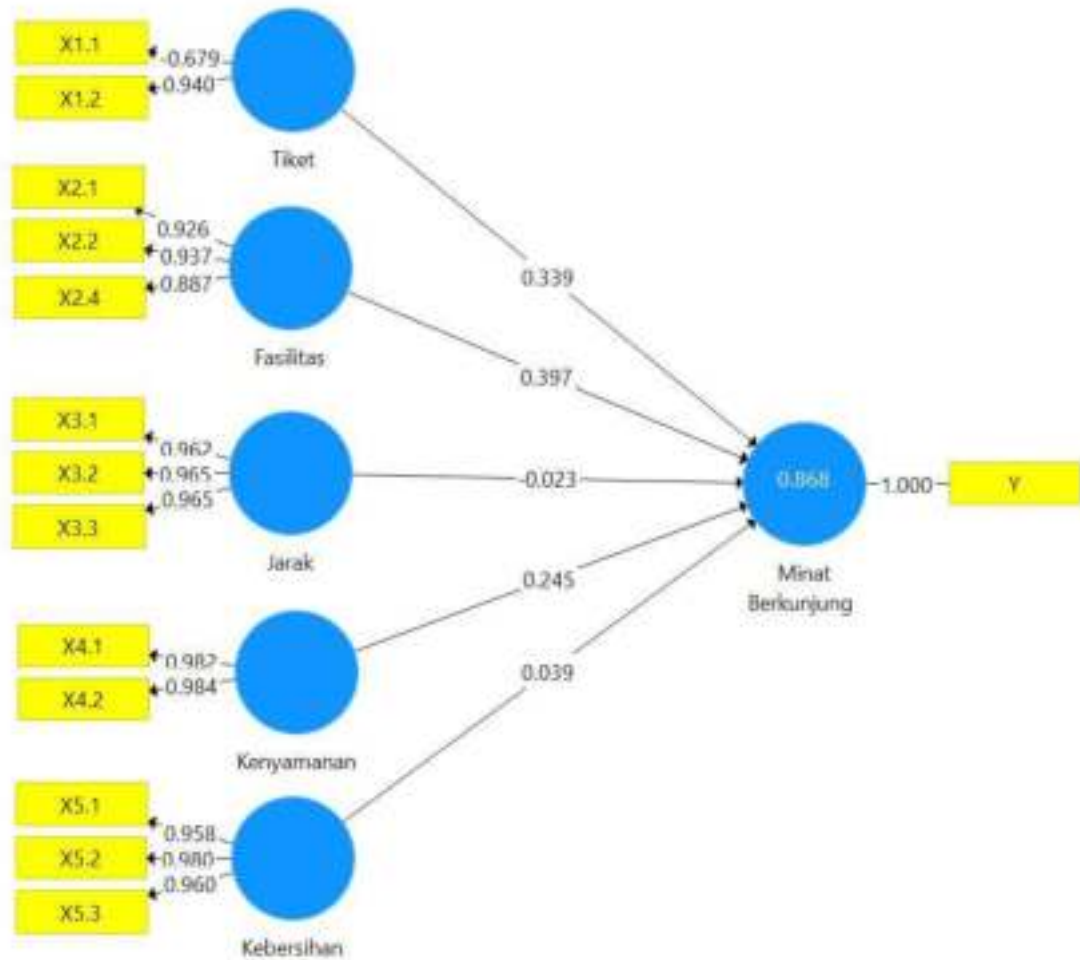 X1.1
-0.679
X1.2
0.940
Tiket
X2.1
0.926
X2.2
0.937
X2.4
0.887
Fasilitas
X3.1
0.962
X3.2
0.965
X3.3
0.965
Jarak
X4.1
0.982
X4.2
0.984
Kenyamanan
X5.1
0.958
X5.2
0.980
X5.3
0.960
Kebersihan
0.339
0.397
-0.023
0.245
0.039
0.868
Minat
Berkunjung
1.000
Y